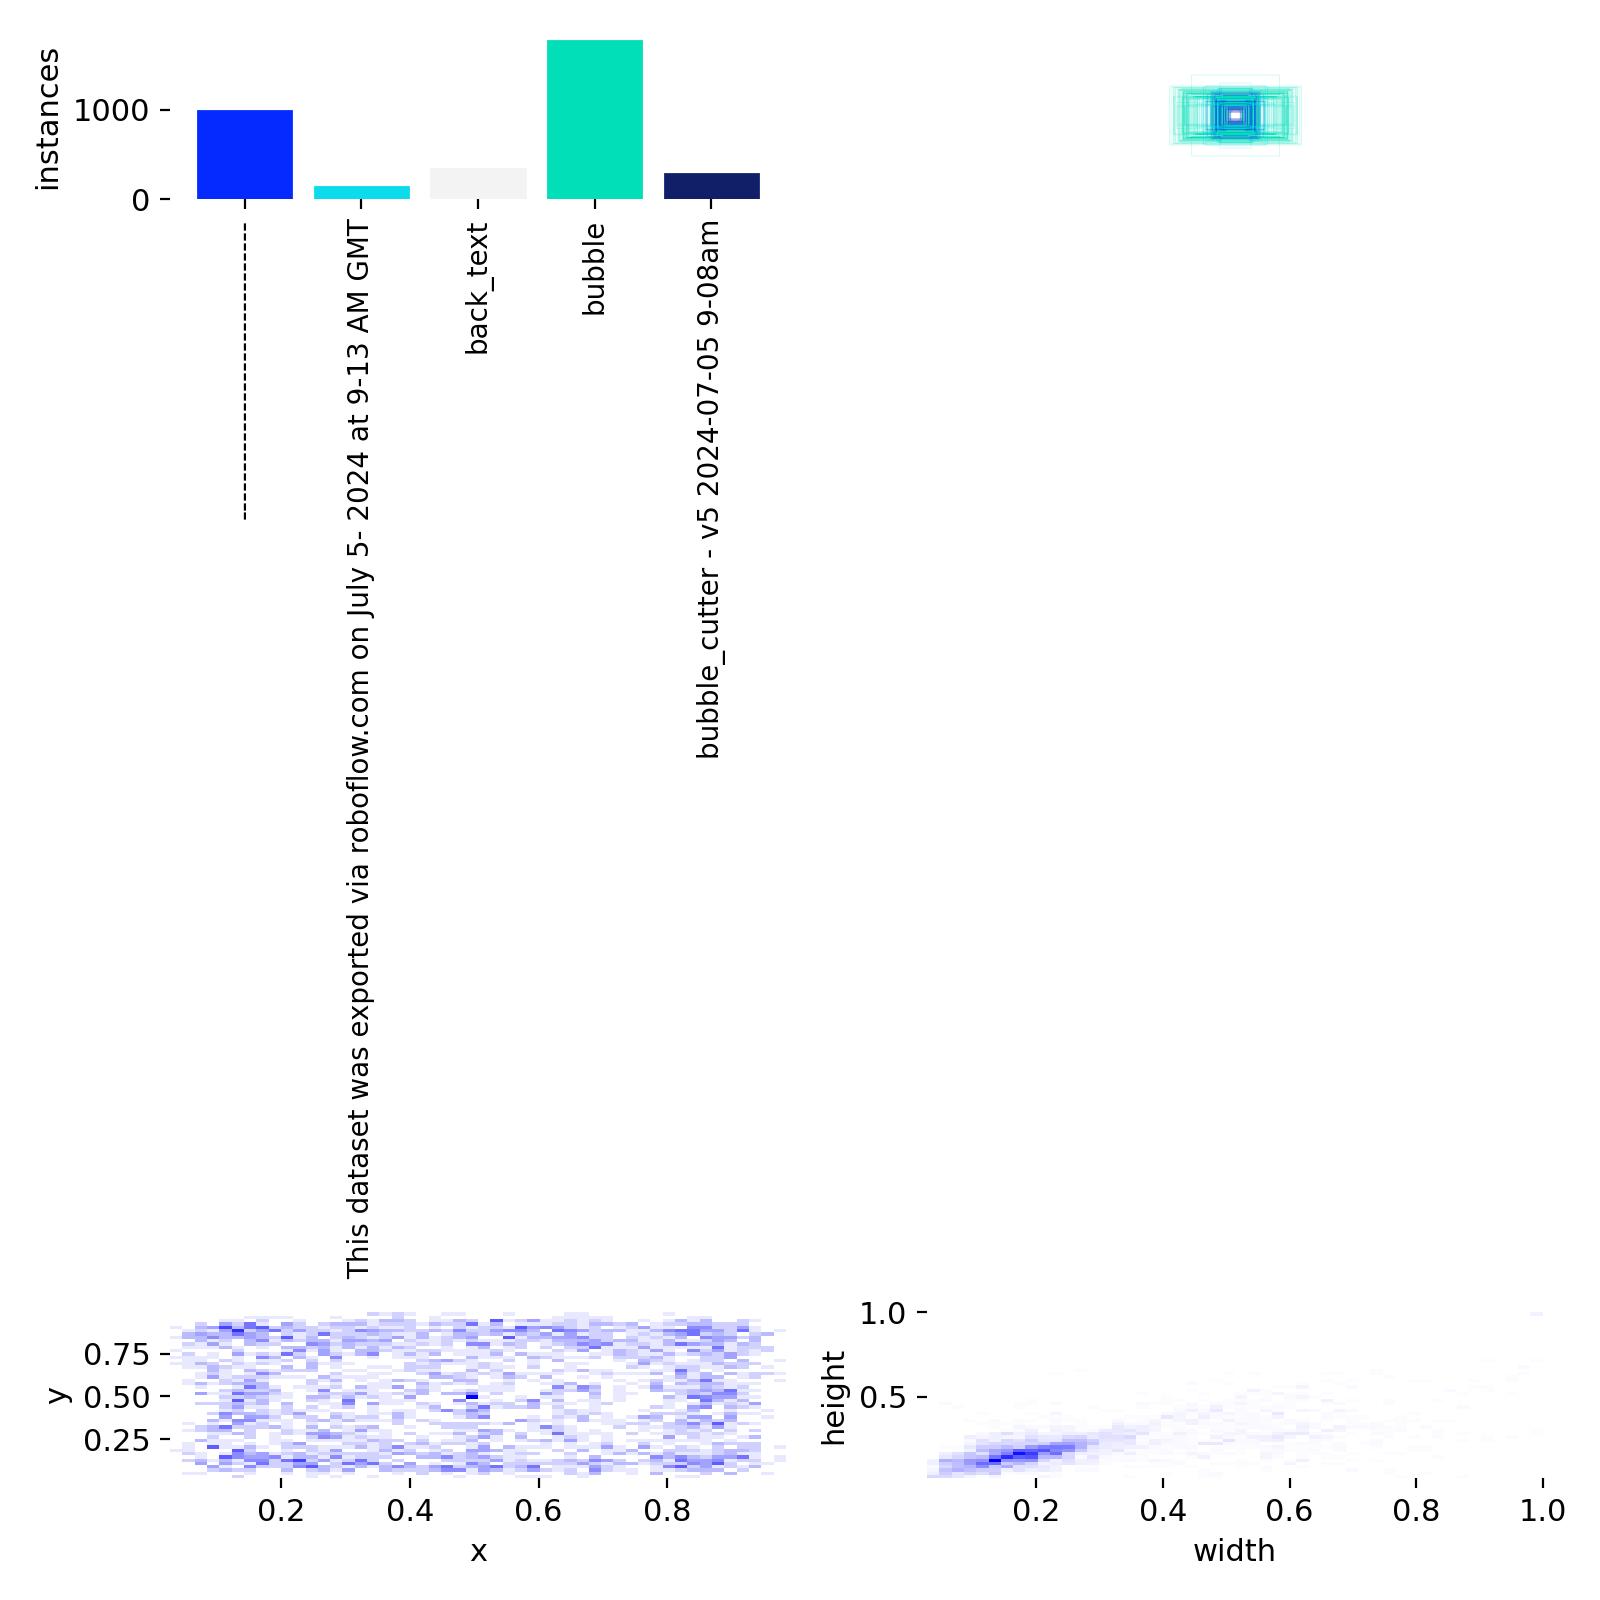 instances
1000
0
------------------------------
This dataset was exported via roboflow.com on July 5- 2024 at 9-13 AM GMT
back_text
bubble
bubble_cutter - v5 2024-07-05 9-08am
y
0.75
0.50
0.25
0.2 0.4 0.6 0.8
x
height
1.0
0.5
0.2 0.4 0.6 0.8 1.0
width